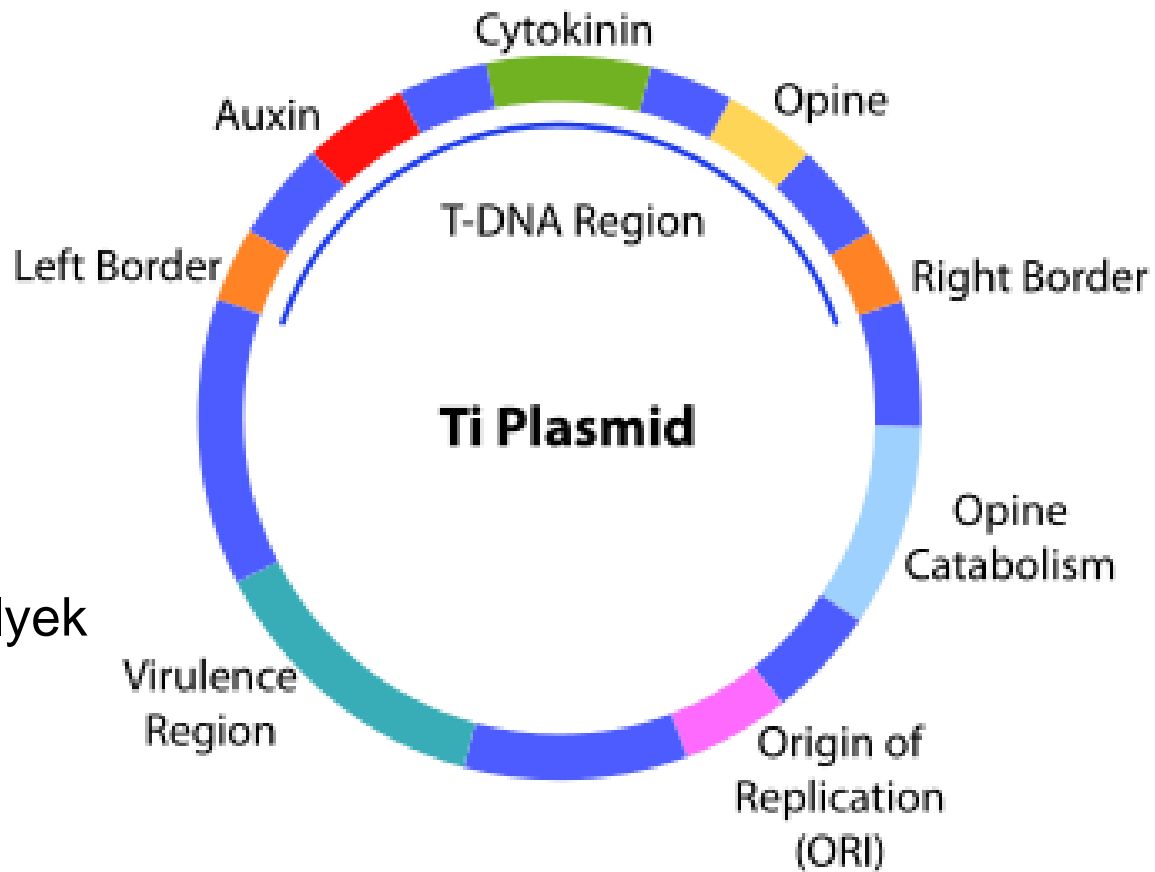 Cytokinin
Auxin
Opine
T-DNA Region
Left Border
Right Border
Ti Plasmid
Opine
Catabolism
lyek
Virulence
Region
Origin of
Replication
(ORI)